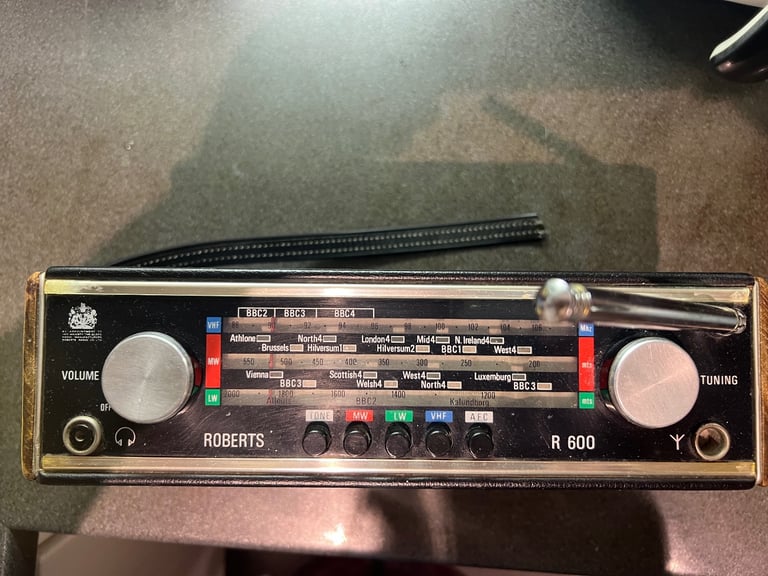 BBC2 BBC3 BBC4
VHF 86 90 92 94 96 98 100 102 104 106 Mhz
Athlone North4 London4 Mid4 N.Ireland4
Brussels Hilversum1 Hilversum2 BBC1 West4
MW 550 500 450 400 350 300 250 200 mts
Vienna Scottish4 West4 Luxemburg
BBC3 Welsh4 North4 BBC3
LW 2000 1800 1600 1400 1200 mts
Atlantic BBC2 Kalundborg
VOLUME
OFF
TUNING
TONE MW LW VHF AFC
ROBERTS
R 600